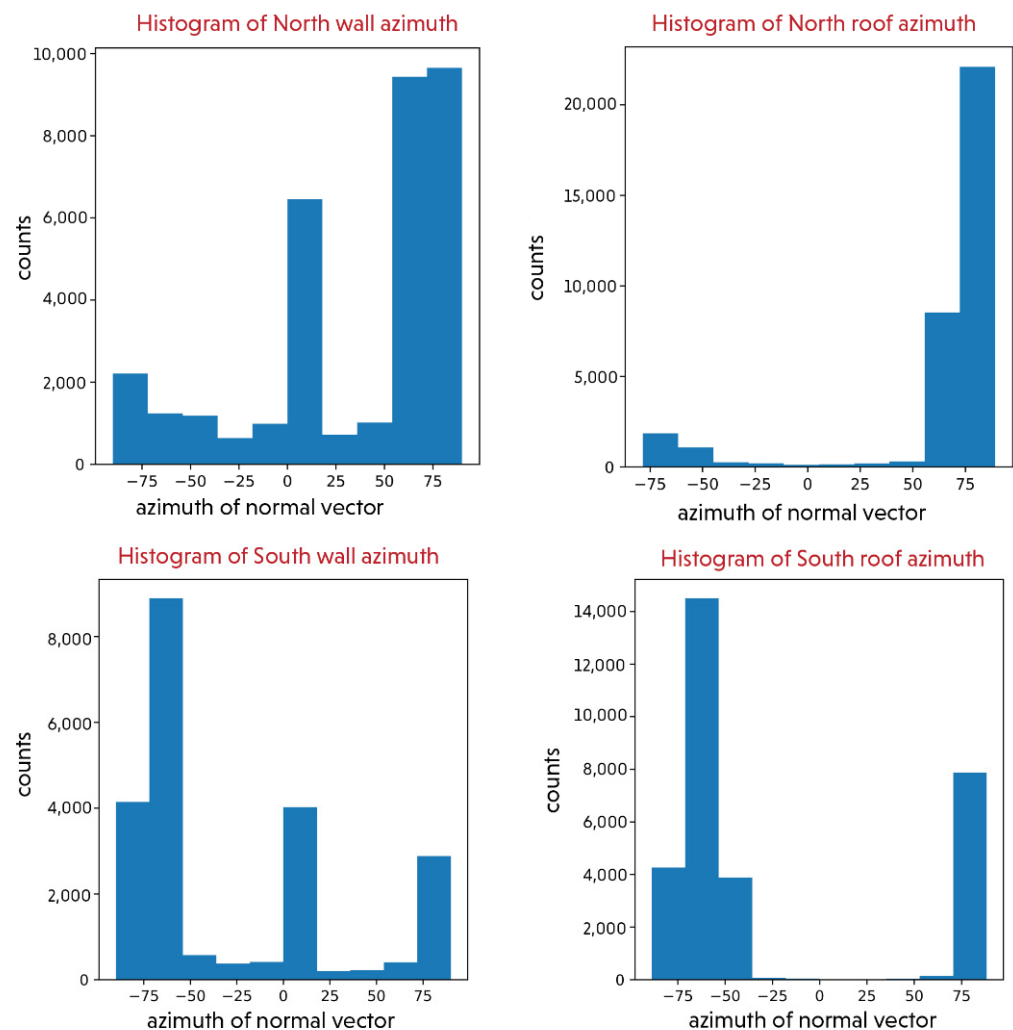 Histogram of North wall azimuth
10,000
8,000
6,000
4,000
2,000
0
counts
−75 −50 −25 0 25 50 75
azimuth of normal vector
Histogram of North roof azimuth
20,000
15,000
10,000
5,000
0
counts
−75 −50 −25 0 25 50 75
azimuth of normal vector
Histogram of South wall azimuth
8,000
6,000
4,000
2,000
0
counts
−75 −50 −25 0 25 50 75
azimuth of normal vector
Histogram of South roof azimuth
14,000
12,000
10,000
8,000
6,000
4,000
2,000
0
counts
−75 −50 −25 0 25 50 75
azimuth of normal vector